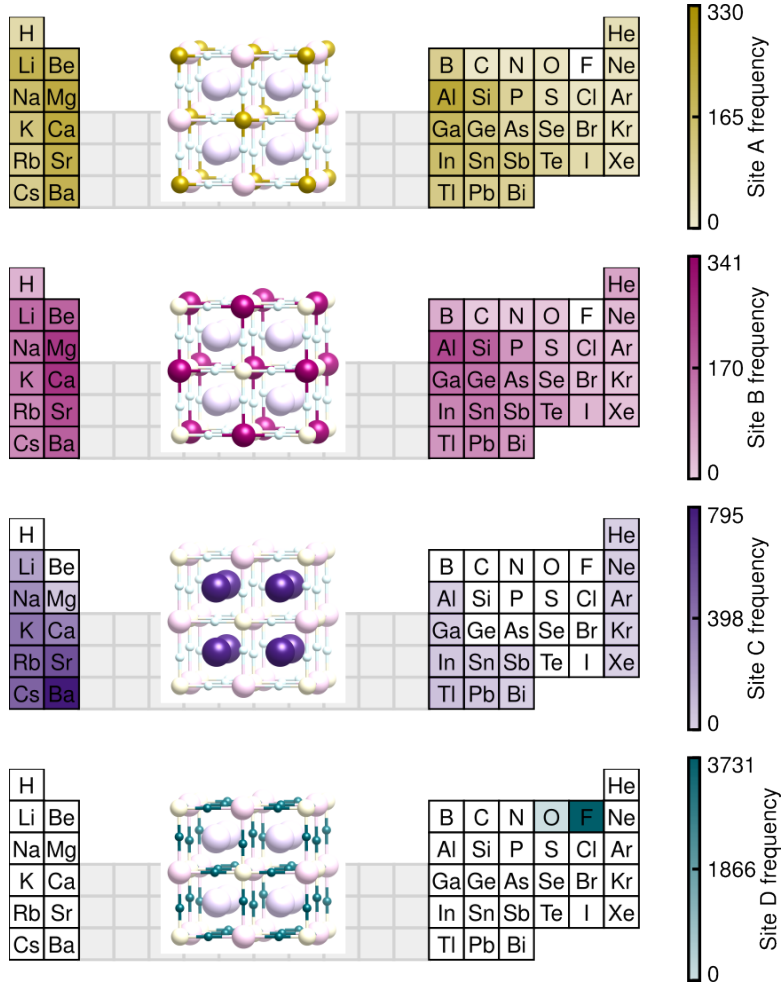 H He 330
Li Be B C N O F Ne
Na Mg Al Si P S Cl Ar 165
K Ca Ga Ge As Se Br Kr
Rb Sr In Sn Sb Te I Xe
Cs Ba Tl Pb Bi 0
Site A frequency
H He 341
Li Be B C N O F Ne
Na Mg Al Si P S Cl Ar 170
K Ca Ga Ge As Se Br Kr
Rb Sr In Sn Sb Te I Xe
Cs Ba Tl Pb Bi 0
Site B frequency
H He 795
Li Be B C N O F Ne
Na Mg Al Si P S Cl Ar 398
K Ca Ga Ge As Se Br Kr
Rb Sr In Sn Sb Te I Xe
Cs Ba Tl Pb Bi 0
Site C frequency
H He 3731
Li Be B C N O F Ne
Na Mg Al Si P S Cl Ar 1866
K Ca Ga Ge As Se Br Kr
Rb Sr In Sn Sb Te I Xe
Cs Ba Tl Pb Bi 0
Site D frequency